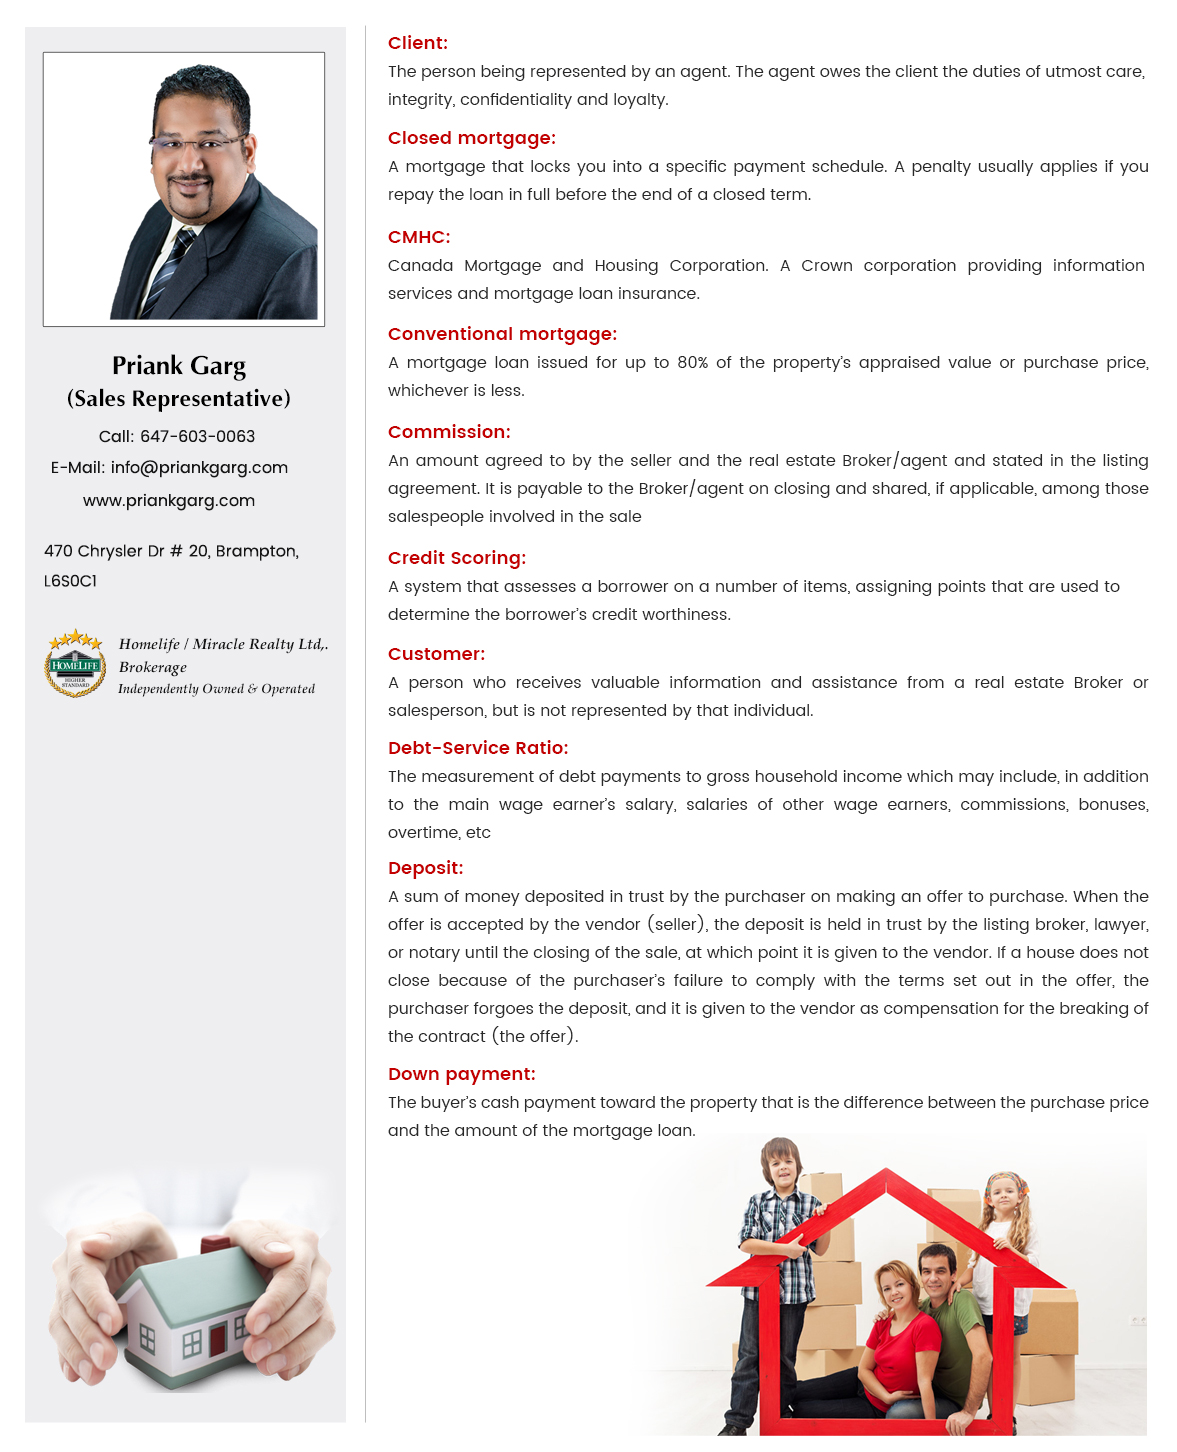 Priank Garg
(Sales Representative)
Call: 647-603-0063
E-Mail: info@priankgarg.com
www.priankgarg.com
470 Chrysler Dr # 20, Brampton,
L6S0C1
HOMELIFE
HIGHER
STANDARD
Homelife / Miracle Realty Ltd,.
Brokerage
Independently Owned & Operated
Client:
The person being represented by an agent. The agent owes the client the duties of utmost care,
integrity, confidentiality and loyalty.
Closed mortgage:
A mortgage that locks you into a specific payment schedule. A penalty usually applies if you
repay the loan in full before the end of a closed term.
CMHC:
Canada Mortgage and Housing Corporation. A Crown corporation providing information
services and mortgage loan insurance.
Conventional mortgage:
A mortgage loan issued for up to 80% of the property’s appraised value or purchase price,
whichever is less.
Commission:
An amount agreed to by the seller and the real estate Broker/agent and stated in the listing
agreement. It is payable to the Broker/agent on closing and shared, if applicable, among those
salespeople involved in the sale
Credit Scoring:
A system that assesses a borrower on a number of items, assigning points that are used to
determine the borrower’s credit worthiness.
Customer:
A person who receives valuable information ad assistance from a real estate Broker or
salesperson, but is not represented by that individual.
Debt-Service Ratio:
The measurement of debt payments to gross household income which may include, in addition
to the main wage earner’s salary, salaries of other wage earners, commissions, bonuses,
overtime, etc
Deposit:
A sum of money deposited in trust by the purchaser on making an offer to purchase. When the
offer is accepted by the vendor (seller), the deposit is held in trust by the listing broker, lawyer,
or notary until the closing of the sale, at which point it is given to the vendor. If a house does not
close because of the purchaser’s failure to comply with the terms set out in the offer, the
purchaser forgoes the deposit, and it is given to the vendor as compensation for the breaking of
the contract (the offer).
Down payment:
The buyer’s cash payment toward the property that is the difference between the purchase price
and the amount of the mortgage loan.